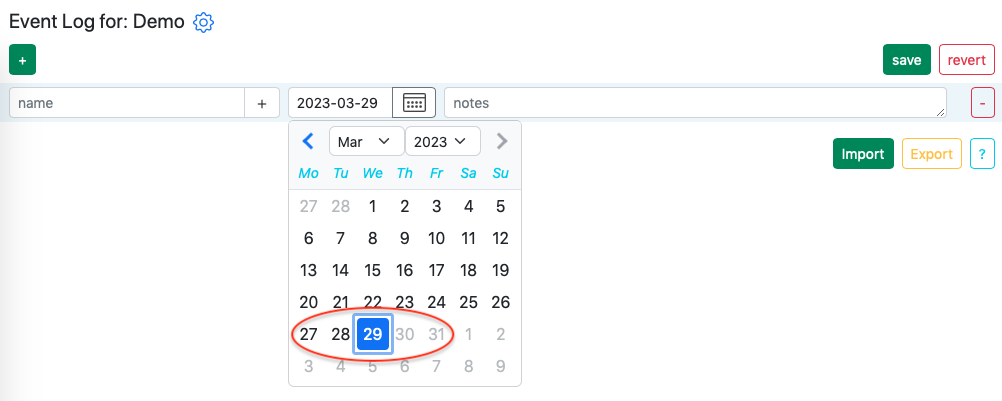 Event Log for: Demo
+ save revert
name + 2023-03-29 notes -
Mar 2023
Import Export ?
Mo Tu We Th Fr Sa Su
27 28 1 2 3 4 5
6 7 8 9 10 11 12
13 14 15 16 17 18 19
20 21 22 23 24 25 26
27 28 29 30 31 1 2
3 4 5 6 7 8 9